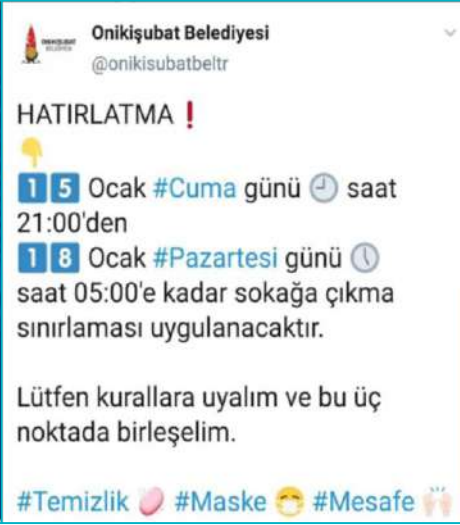 Onikişubat Belediyesi
@onikisubatbeltr
HATIRLATMA❗
👇
1️⃣5️⃣ Ocak #Cuma günü 🕘 saat
21:00'den
1️⃣8️⃣ Ocak #Pazartesi günü 🕔
saat 05:00'e kadar sokağa çıkma
sınırlaması uygulanacaktır.
Lütfen kurallara uyalım ve bu üç
noktada birleşelim.
#Temizlik 🧼 #Maske 😷 #Mesafe 🙌🏻